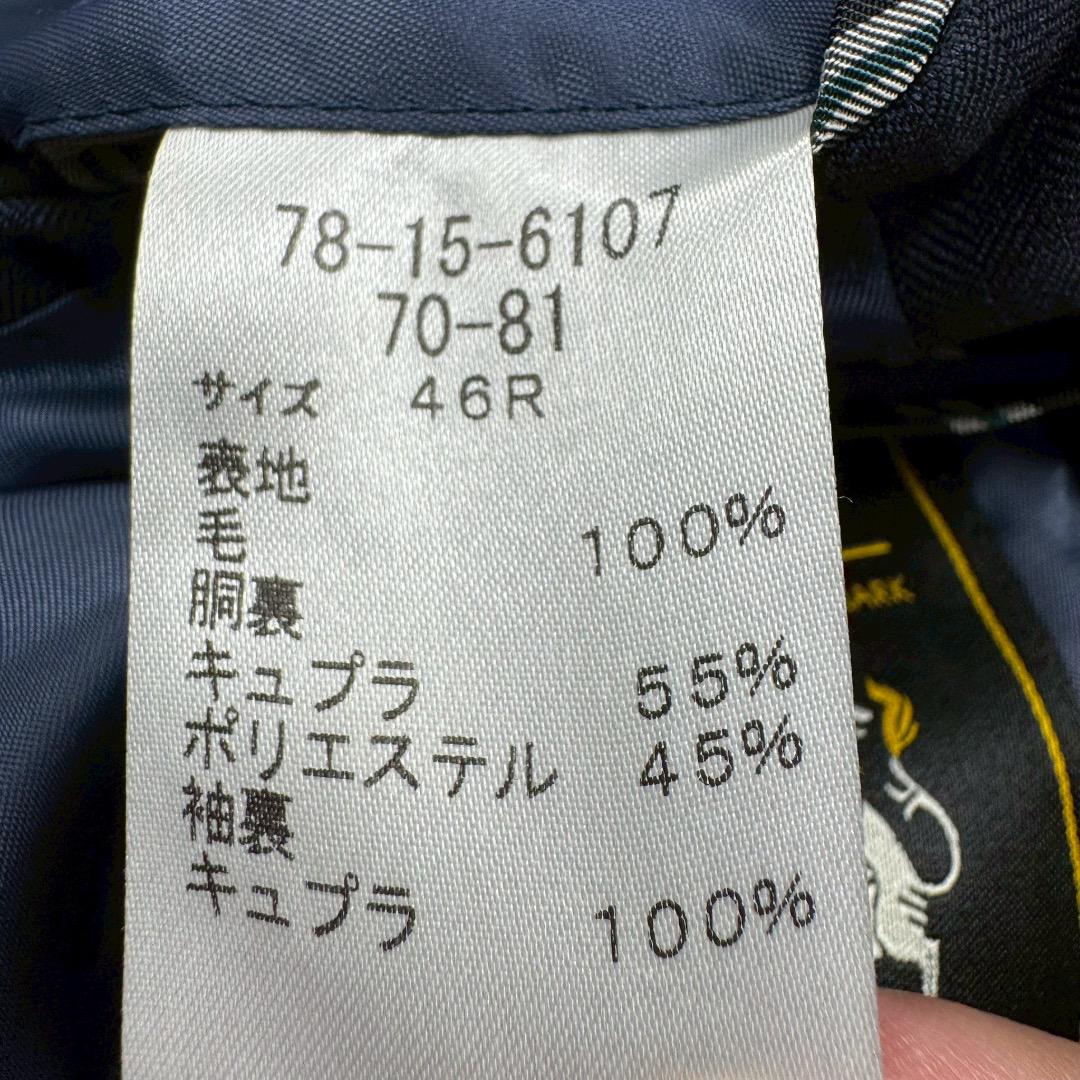 78-15-6107
70-81
サイズ 46R
表地
毛 100%
胴裏
キュプラ 55%
ポリエステル 45%
袖裏
キュプラ 100%